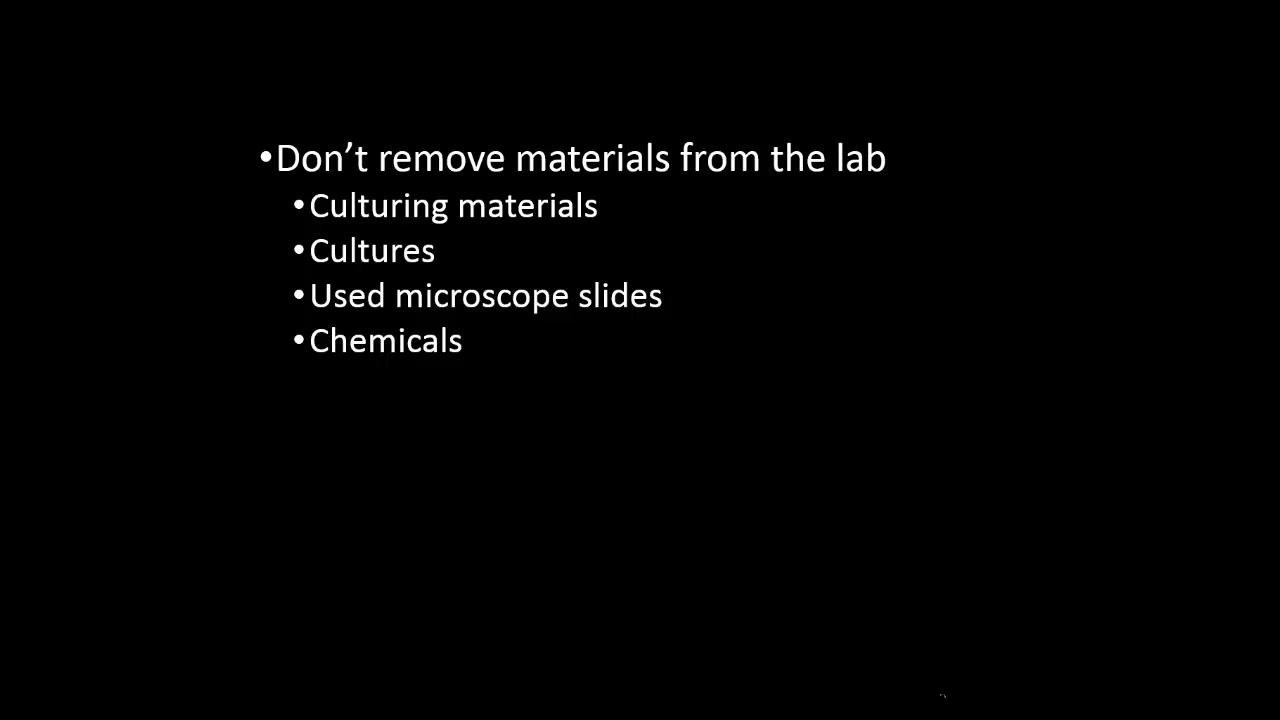 •Don’t remove materials from the lab
•Culturing materials
•Cultures
•Used microscope slides
•Chemicals